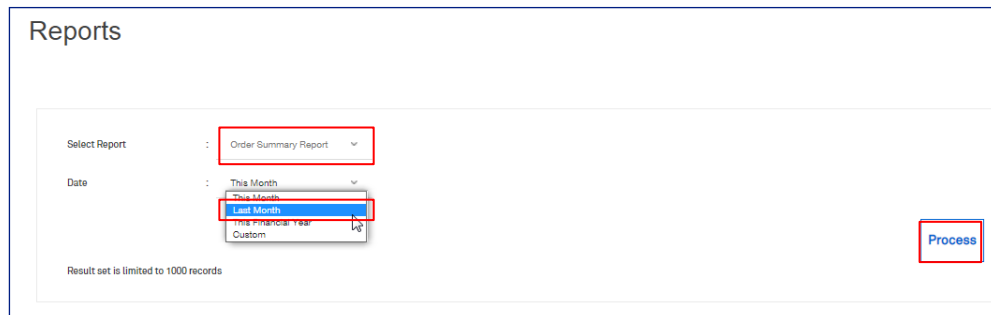 Reports
Select Report : Order Summary Report
Date : This Month
This Month
Last Month
This Financial Year
Custom
Process
Result set is limited to 1000 records